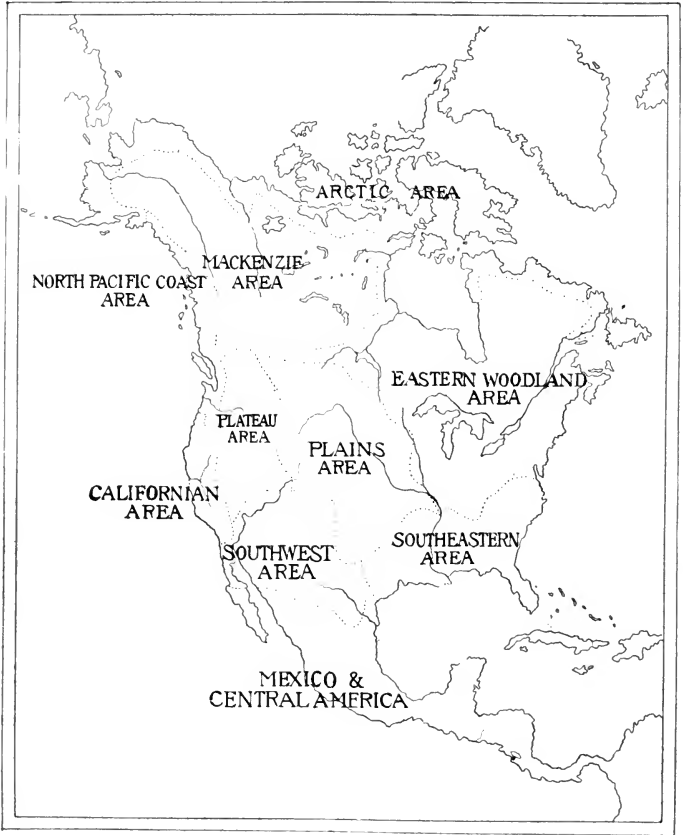 ARCTIC AREA
MACKENZIE
AREA
NORTH PACIFIC COAST
AREA
EASTERN WOODLAND
AREA
PLATEAU
AREA
PLAINS
AREA
CALIFORNIAN
AREA
SOUTHWEST
AREA
SOUTHEASTERN
AREA
MEXICO &
CENTRAL AMERICA